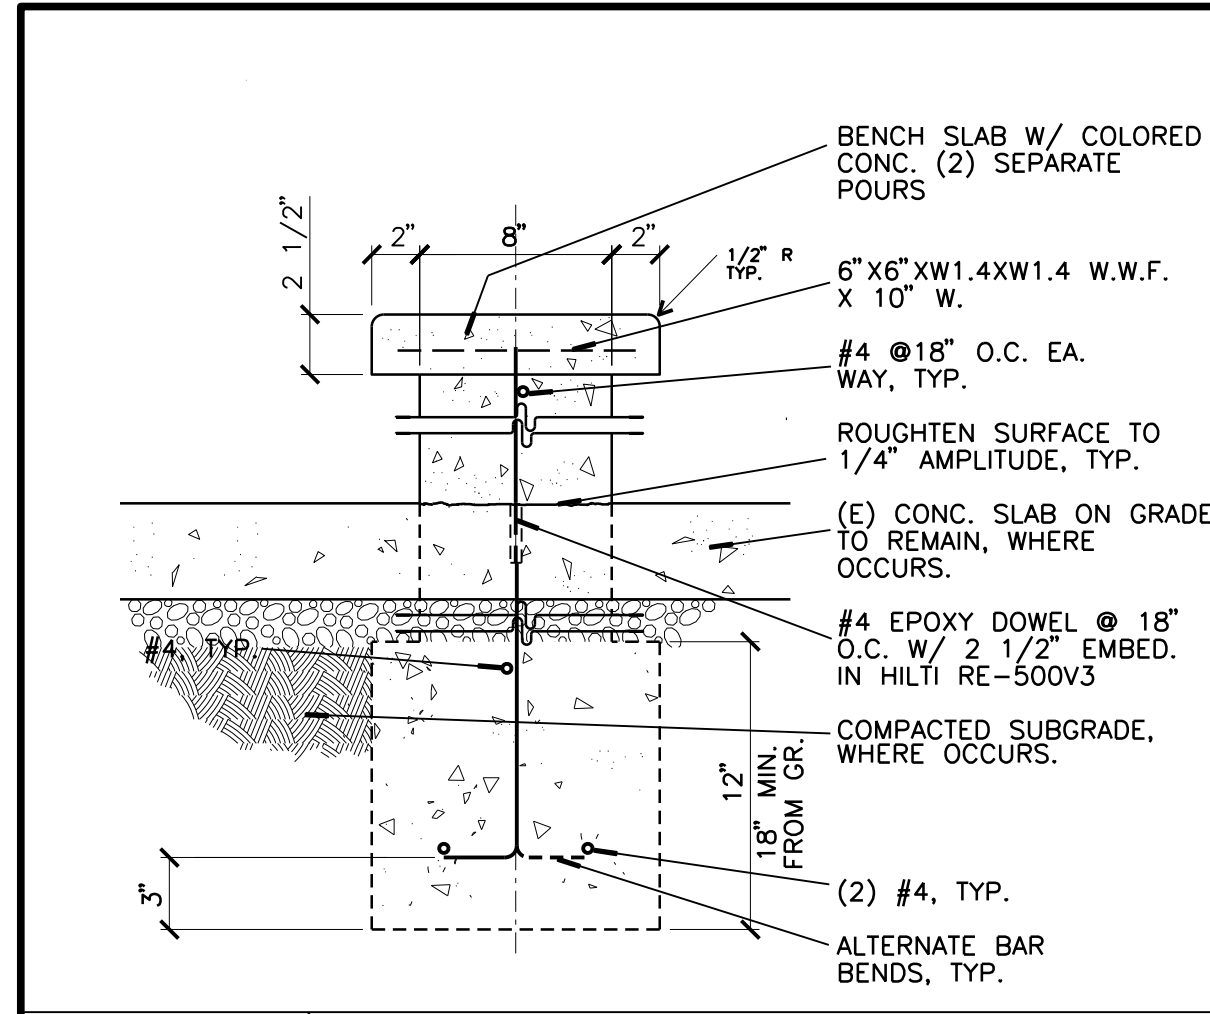 BENCH SLAB W/ COLORED
CONC. (2) SEPARATE
POURS
2 1/2"
2"
8"
2"
1/2" R
TYP.
6"X6"XW1.4XW1.4 W.W.F.
X 10" W.
#4 @18" O.C. EA.
WAY, TYP.
ROUGHTEN SURFACE TO
1/4" AMPLITUDE, TYP.
(E) CONC. SLAB ON GRADE
TO REMAIN, WHERE
OCCURS.
#4 EPOXY DOWEL @ 18"
O.C. W/ 2 1/2" EMBED.
IN HILTI RE-500V3
#4, TYP.
COMPACTED SUBGRADE,
WHERE OCCURS.
12"
18" MIN.
FROM GR.
3"
(2) #4, TYP.
ALTERNATE BAR
BENDS, TYP.